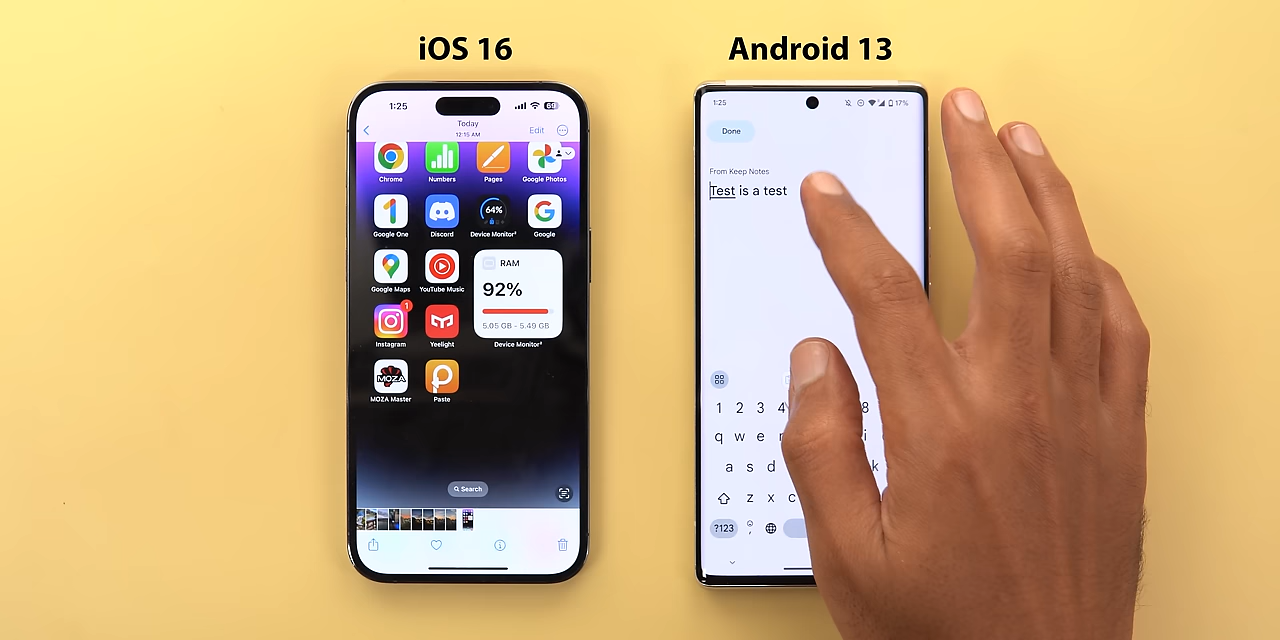 iOS 16
Android 13
1:25
Today
12:15 AM
Edit
Chrome
Numbers
Pages
Google Photos
64%
Google One
Discord
Device Monitor²
Google
RAM
92%
5.05 GB - 5.49 GB
Google Maps
YouTube Music
Device Monitor²
1
Instagram
Yeelight
MOZA
MOZA Master
Paste
Search
1:25
17%
Done
From Keep Notes
Test is a test
1 2 3 4 8
q w e i
a s d k
z x c
?123 ,